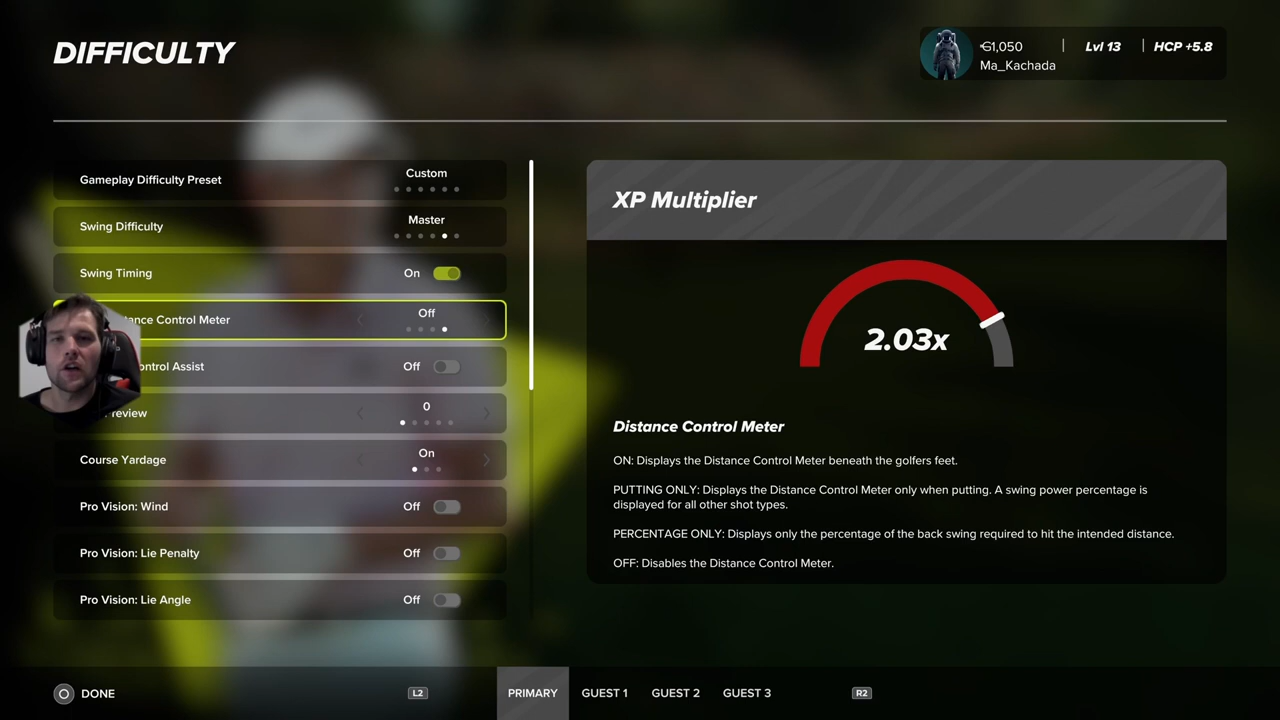 DIFFICULTY
1,050
Lvl 13
HCP +5.8
Ma_Kachada
Gameplay Difficulty Preset
Custom
Swing Difficulty
Master
Swing Timing
On
tance Control Meter
Off
ontrol Assist
Off
review
0
Course Yardage
On
Pro Vision: Wind
Off
Pro Vision: Lie Penalty
Off
Pro Vision: Lie Angle
Off
XP Multiplier
2.03x
Distance Control Meter
ON: Displays the Distance Control Meter beneath the golfers feet.
PUTTING ONLY: Displays the Distance Control Meter only when putting. A swing power percentage is
displayed for all other shot types.
PERCENTAGE ONLY: Displays only the percentage of the back swing required to hit the intended distance.
OFF: Disables the Distance Control Meter.
DONE
L2
PRIMARY
GUEST 1
GUEST 2
GUEST 3
R2